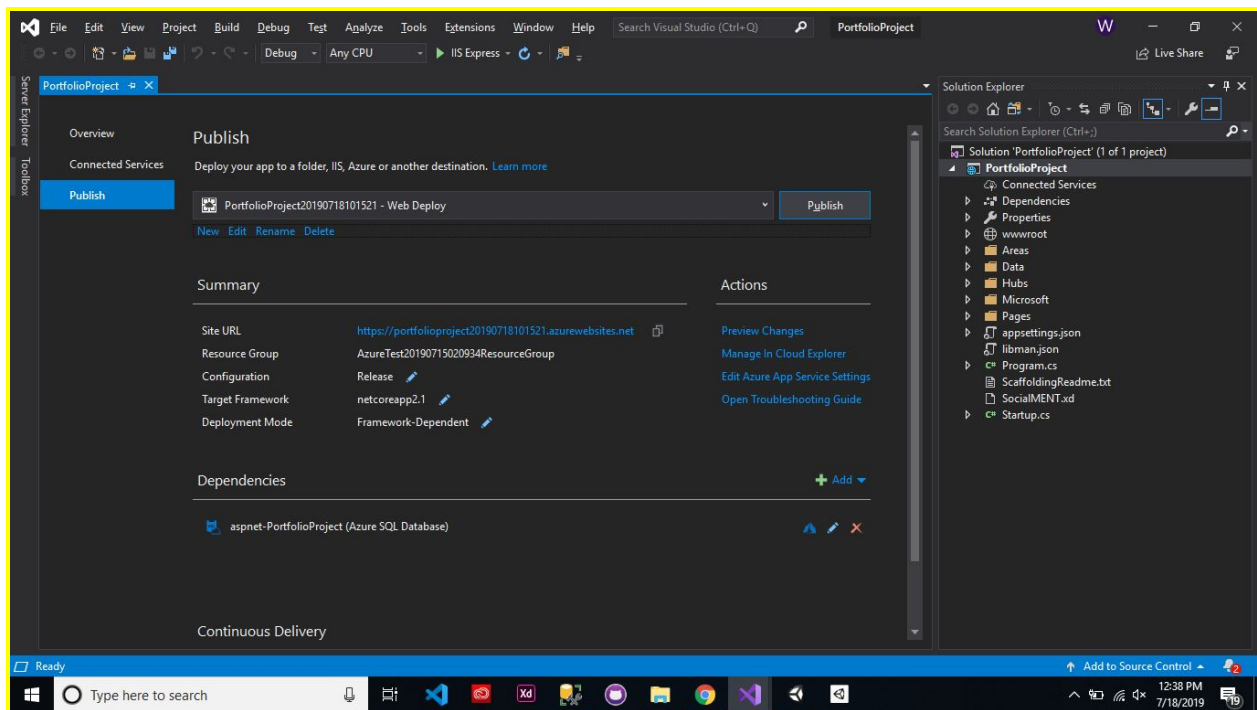 File Edit View Project Build Debug Test Analyze Tools Extensions Window Help Search Visual Studio (Ctrl+Q) PortfolioProject W
Debug Any CPU IIS Express Live Share
Server Explorer
Toolbox
PortfolioProject
Overview
Connected Services
Publish
Publish
Deploy your app to a folder, IIS, Azure or another destination. Learn more
PortfolioProject20190718101521 - Web Deploy Publish
New Edit Rename Delete
Summary
Site URL https://portfolioproject20190718101521.azurewebsites.net
Resource Group AzureTest20190715020934ResourceGroup
Configuration Release
Target Framework netcoreapp2.1
Deployment Mode Framework-Dependent
Actions
Preview Changes
Manage In Cloud Explorer
Edit Azure App Service Settings
Open Troubleshooting Guide
Dependencies Add
aspnet-PortfolioProject (Azure SQL Database)
Continuous Delivery
Solution Explorer
Search Solution Explorer (Ctrl+;)
Solution 'PortfolioProject' (1 of 1 project)
PortfolioProject
Connected Services
Dependencies
Properties
wwwroot
Areas
Data
Hubs
Microsoft
Pages
appsettings.json
libman.json
C# Program.cs
ScaffoldingReadme.txt
SocialMENT.xd
C# Startup.cs
Ready Add to Source Control 2
Type here to search Xd 12:38 PM
7/18/2019 19